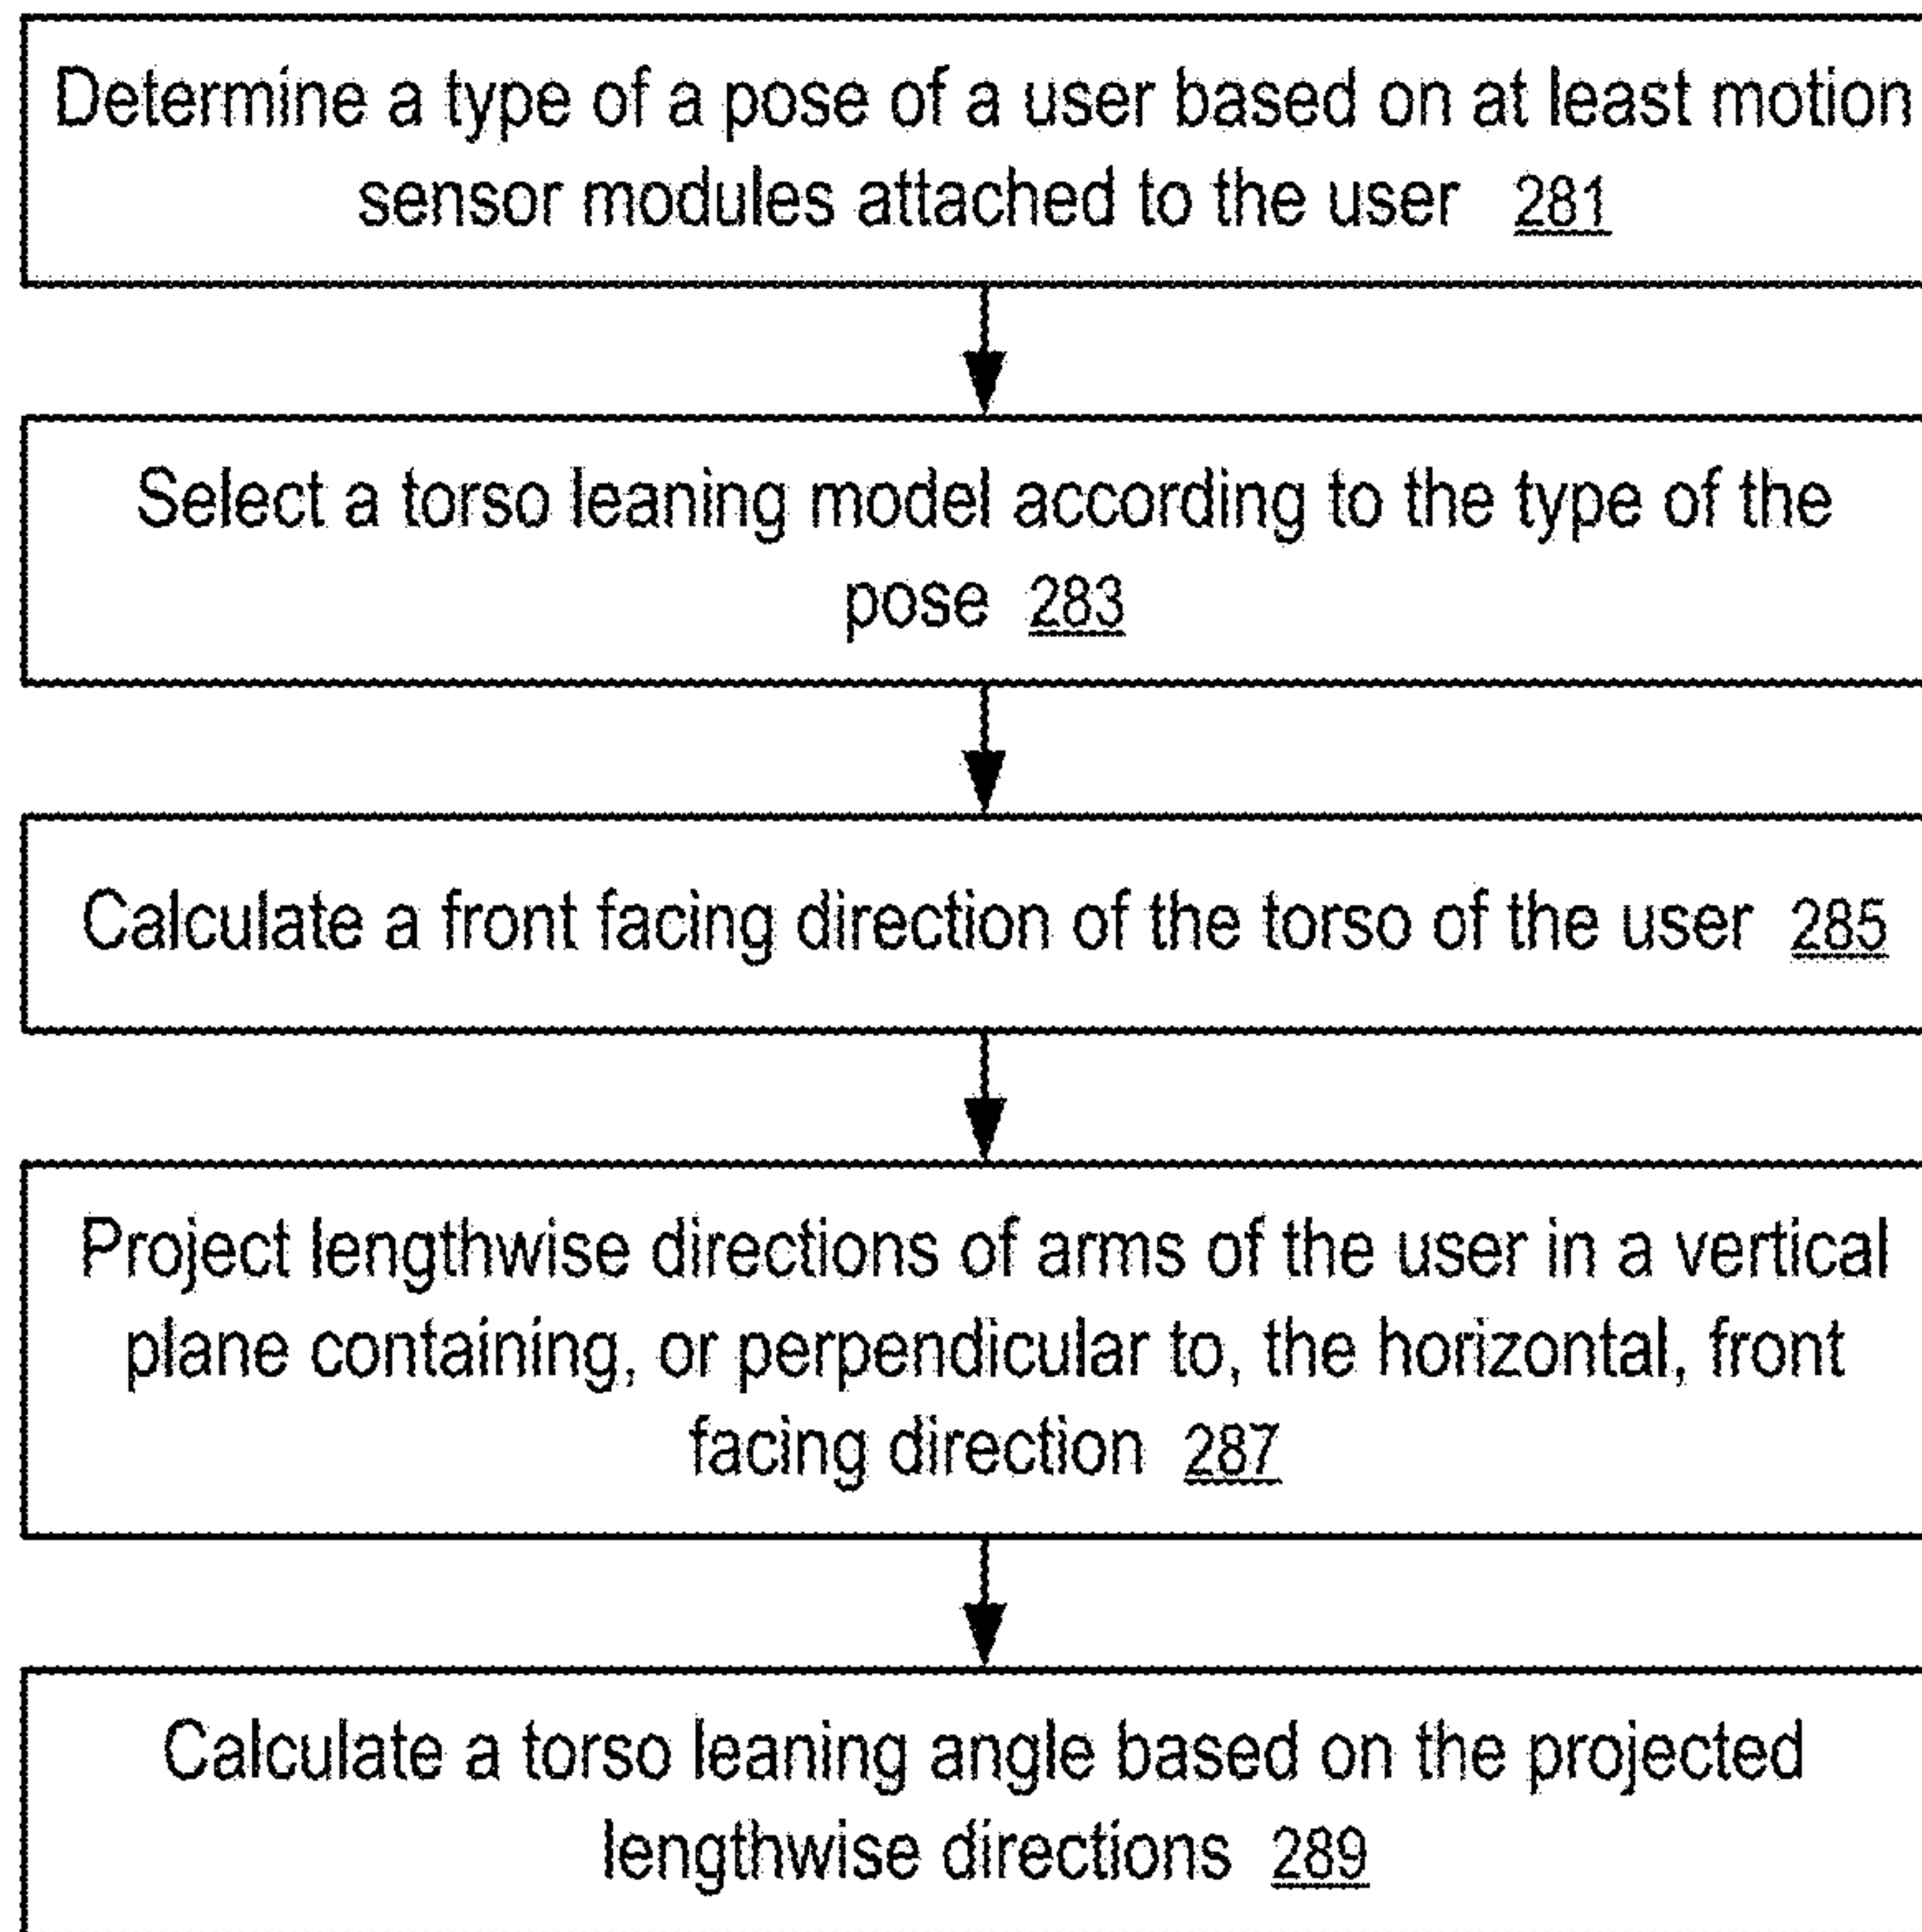 Determine a type of a pose of a user based on at least motion
sensor modules attached to the user 281
Select a torso leaning model according to the type of the
pose 283
Calculate a front facing direction of the torso of the user 285
Project lengthwise directions of arms of the user in a vertical
plane containing, or perpendicular to, the horizontal, front
facing direction 287
Calculate a torso leaning angle based on the projected
lengthwise directions 289